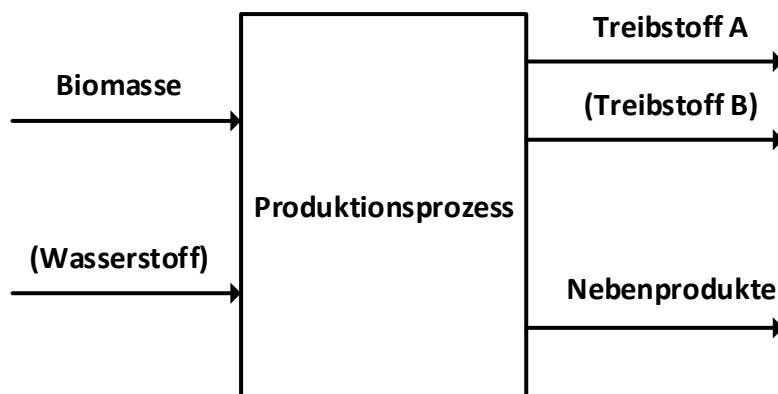 Treibstoff A
Biomasse
(Treibstoff B)
Produktionsprozess
(Wasserstoff)
Nebenprodukte